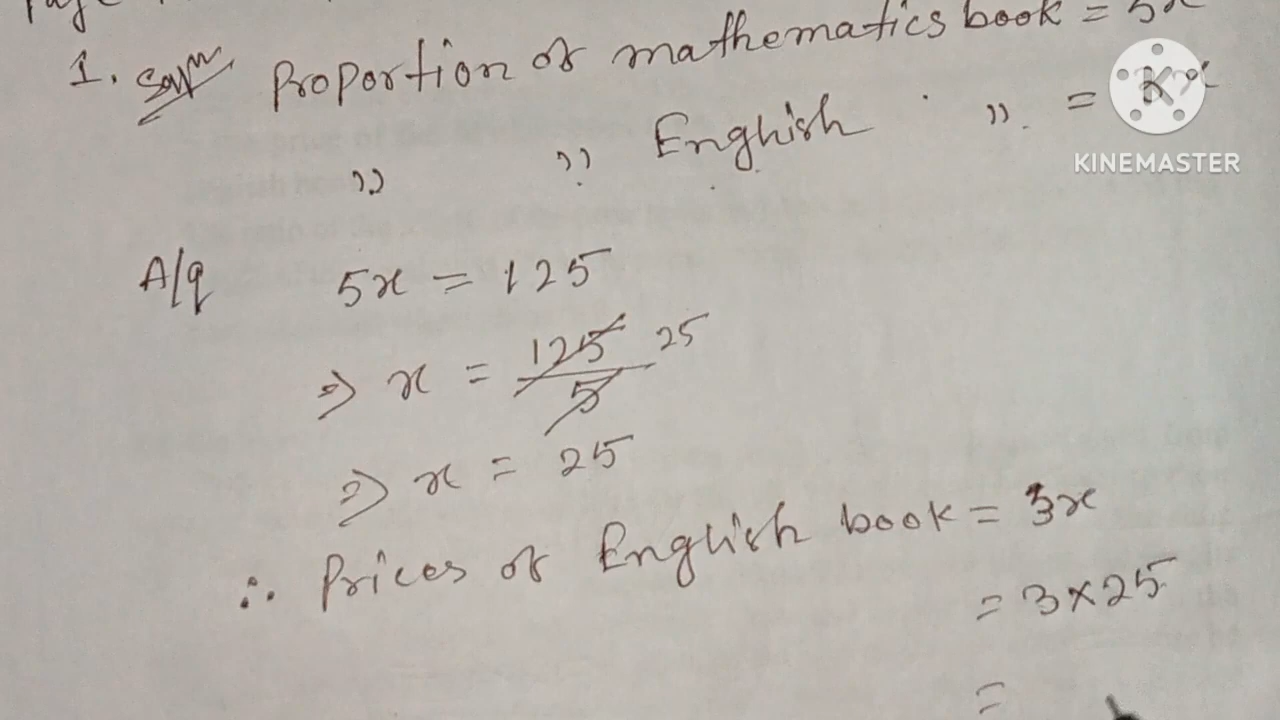 1. Solⁿ. Proportion of mathematics book = 5x
,, ,, English ,, = x
KINEMASTER
A/q 5x = 125
⇒ x = 125/5 25
⇒ x = 25
∴ Prices of English book = 3x
= 3×25
=